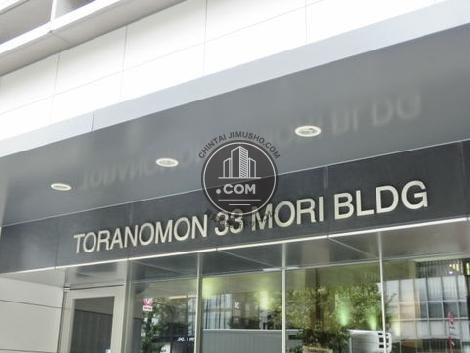 CHINTAI JIMUSHO.COM
.COM
TORANOMON 33 MORI BLDG